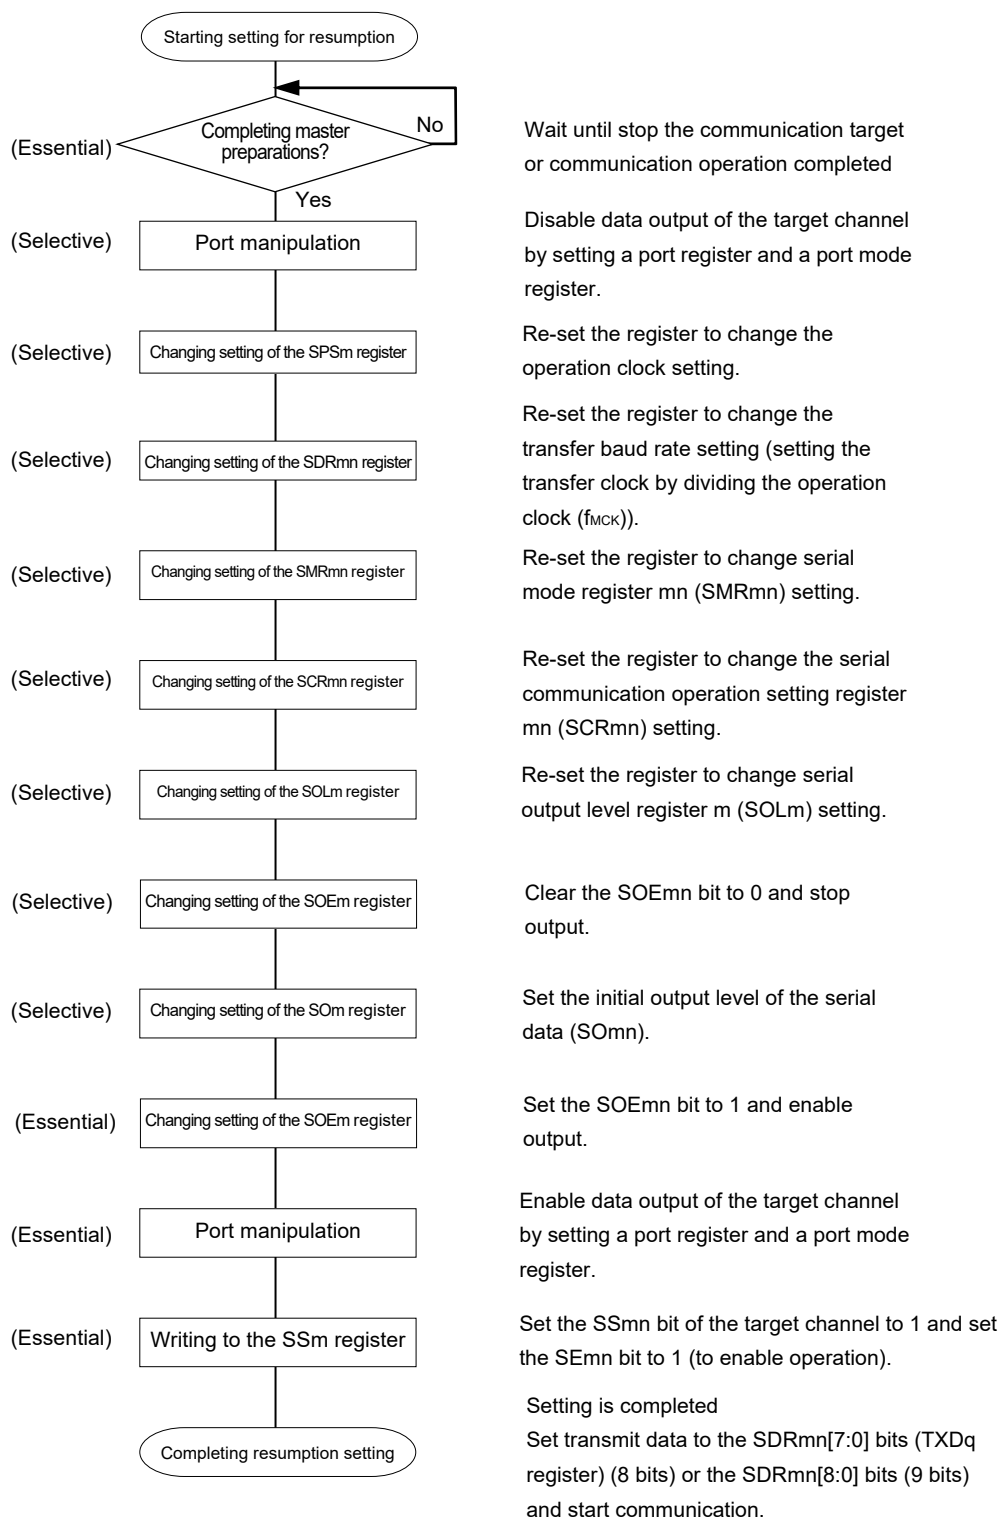 Starting setting for resumption
(Essential)
Completing master
preparations?
No
Wait until stop the communication target
or communication operation completed
Yes
(Selective)
Port manipulation
Disable data output of the target channel
by setting a port register and a port mode
register.
(Selective)
Changing setting of the SPSm register
Re-set the register to change the
operation clock setting.
(Selective)
Changing setting of the SDRmn register
Re-set the register to change the
transfer baud rate setting (setting the
transfer clock by dividing the operation
clock (fMCK)).
(Selective)
Changing setting of the SMRmn register
Re-set the register to change serial
mode register mn (SMRmn) setting.
(Selective)
Changing setting of the SCRmn register
Re-set the register to change the serial
communication operation setting register
mn (SCRmn) setting.
(Selective)
Changing setting of the SOLm register
Re-set the register to change serial
output level register m (SOLm) setting.
(Selective)
Changing setting of the SOEm register
Clear the SOEmn bit to 0 and stop
output.
(Selective)
Changing setting of the SOm register
Set the initial output level of the serial
data (SOmn).
(Essential)
Changing setting of the SOEm register
Set the SOEmn bit to 1 and enable
output.
(Essential)
Port manipulation
Enable data output of the target channel
by setting a port register and a port mode
register.
(Essential)
Writing to the SSm register
Set the SSmn bit of the target channel to 1 and set
the SEmn bit to 1 (to enable operation).
Completing resumption setting
Setting is completed
Set transmit data to the SDRmn[7:0] bits (TXDq
register) (8 bits) or the SDRmn[8:0] bits (9 bits)
and start communication.